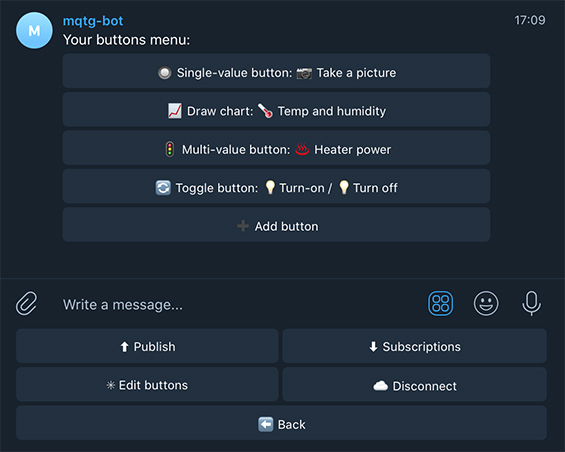 M
mqtg-bot 17:09
Your buttons menu:
🔘 Single-value button: 📷 Take a picture
📈 Draw chart: 🌡️ Temp and humidity
🚦 Multi-value button: ♨️ Heater power
🔄 Toggle button: 💡Turn-on / 💡Turn off
➕ Add button
Write a message...
⬆ Publish
⬇ Subscriptions
✳ Edit buttons
☁ Disconnect
⬅️ Back